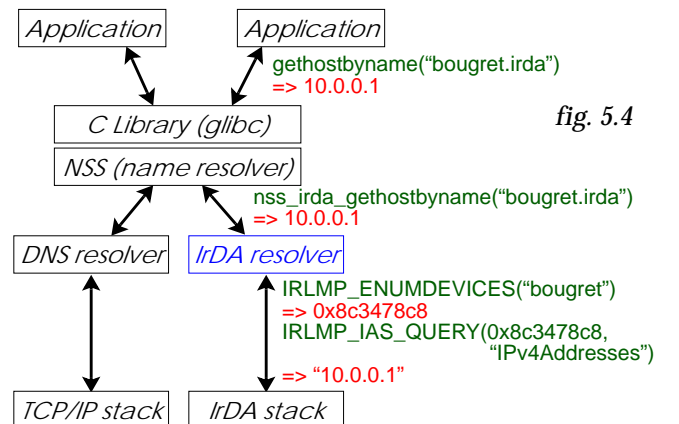 Application
Application
gethostbyname(“bougret.irda”)
=> 10.0.0.1
fig. 5.4
C Library (glibc)
NSS (name resolver)
nss_irda_gethostbyname(“bougret.irda”)
=> 10.0.0.1
DNS resolver
IrDA resolver
IRLMP_ENUMDEVICES(“bougret”)
=> 0x8c3478c8
IRLMP_IAS_QUERY(0x8c3478c8,
“IPv4Addresses”)
=> “10.0.0.1”
TCP/IP stack
IrDA stack